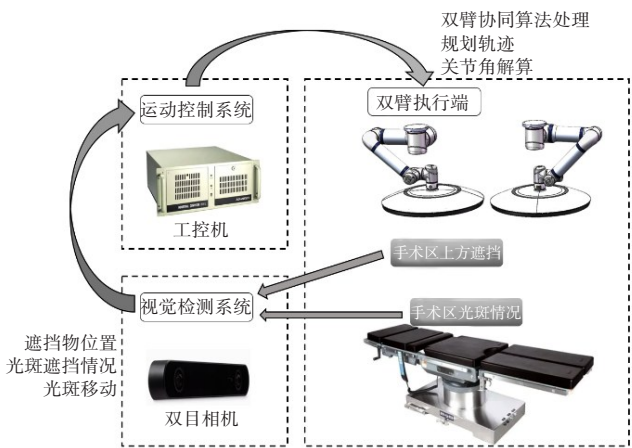 双臂协同算法处理
规划轨迹
关节角解算
运动控制系统
双臂执行端
工控机
手术区上方遮挡
视觉检测系统
手术区光斑情况
遮挡物位置
光斑遮挡情况
光斑移动
双目相机